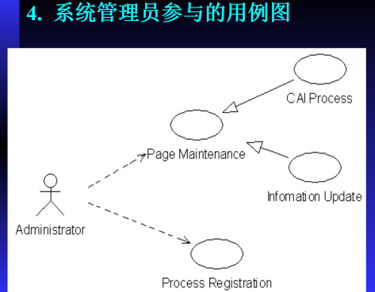 4. 系统管理员参与的用例图
CAI Process
Page Maintenance
Infomation Update
Administrator
Process Registration